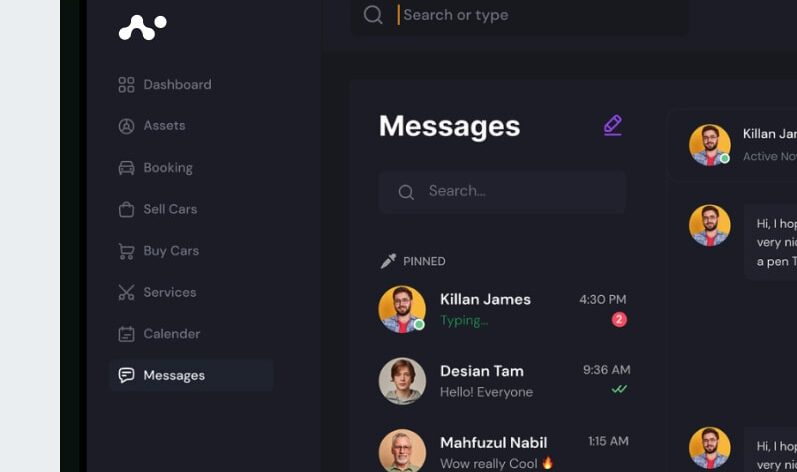 Search or type
Dashboard
Assets
Booking
Sell Cars
Buy Cars
Services
Calender
Messages
Messages
Search...
PINNED
Killan James
4:30 PM
Typing...
2
Desian Tam
9:36 AM
Hello! Everyone
Mahfuzul Nabil
1:15 AM
Wow really Cool 🔥
Killan Jam
Active No
Hi, I hop
very nic
a pen T
Hi, I hop
very nic